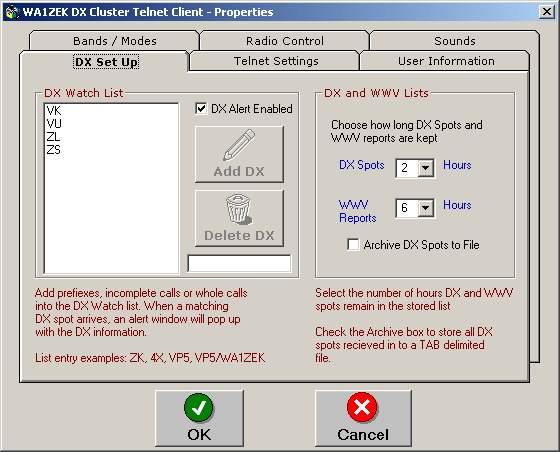 WA1ZEK DX Cluster Telnet Client - Properties
Bands / Modes
Radio Control
Sounds
DX Set Up
Telnet Settings
User Information
DX Watch List
VK
VU
ZL
ZS
DX Alert Enabled
Add DX
Delete DX
Add prefixes, incomplete calls or whole calls
into the DX Watch list. When a matching
DX spot arrives, an alert window will pop up
with the DX information.
List entry examples: ZK, 4X, VP5, VP5/WA1ZEK
DX and WWV Lists
Choose how long DX Spots and
WWV reports are kept
DX Spots 2 Hours
WWV
Reports 6 Hours
Archive DX Spots to File
Select the number of hours DX and WWV
spots remain in the stored list
Check the Archive box to store all DX
spots recieved in to a TAB delimited
file.
OK
Cancel